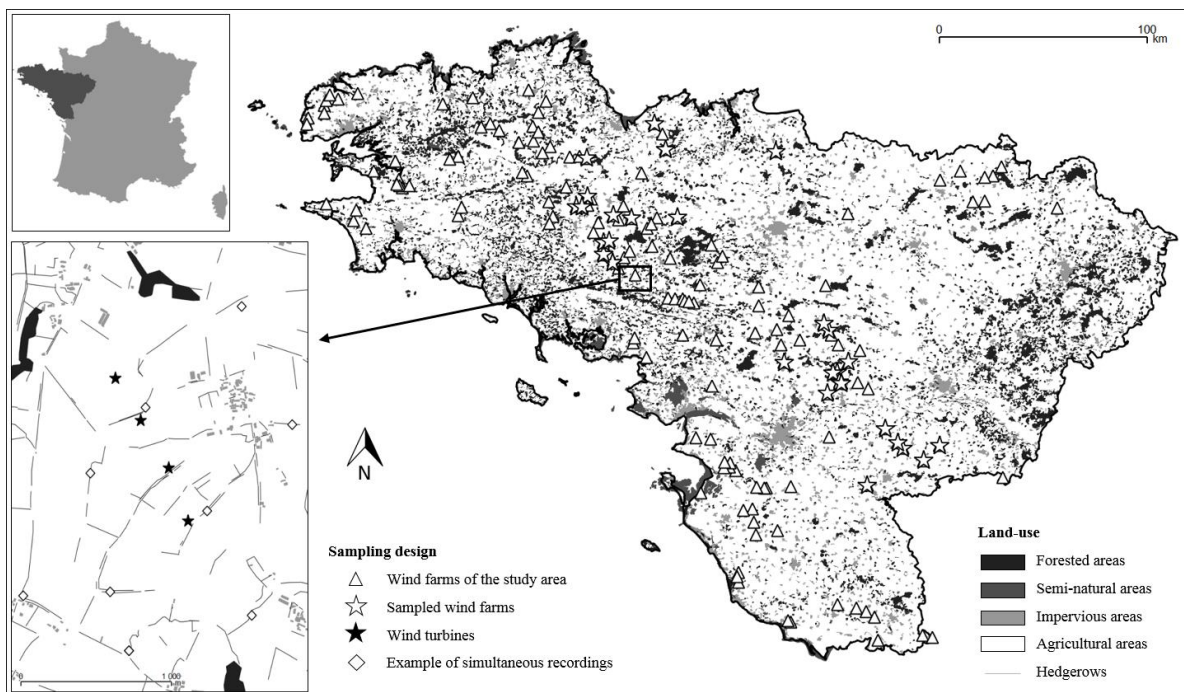 0 100
km
N
0 1 000
Sampling design
Wind farms of the study area
Sampled wind farms
Wind turbines
Example of simultaneous recordings
Land-use
Forested areas
Semi-natural areas
Impervious areas
Agricultural areas
Hedgerows